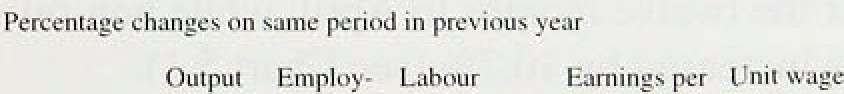 Percentage changes on same period in previous year
Output Employ- Labour Earnings per Unit wage